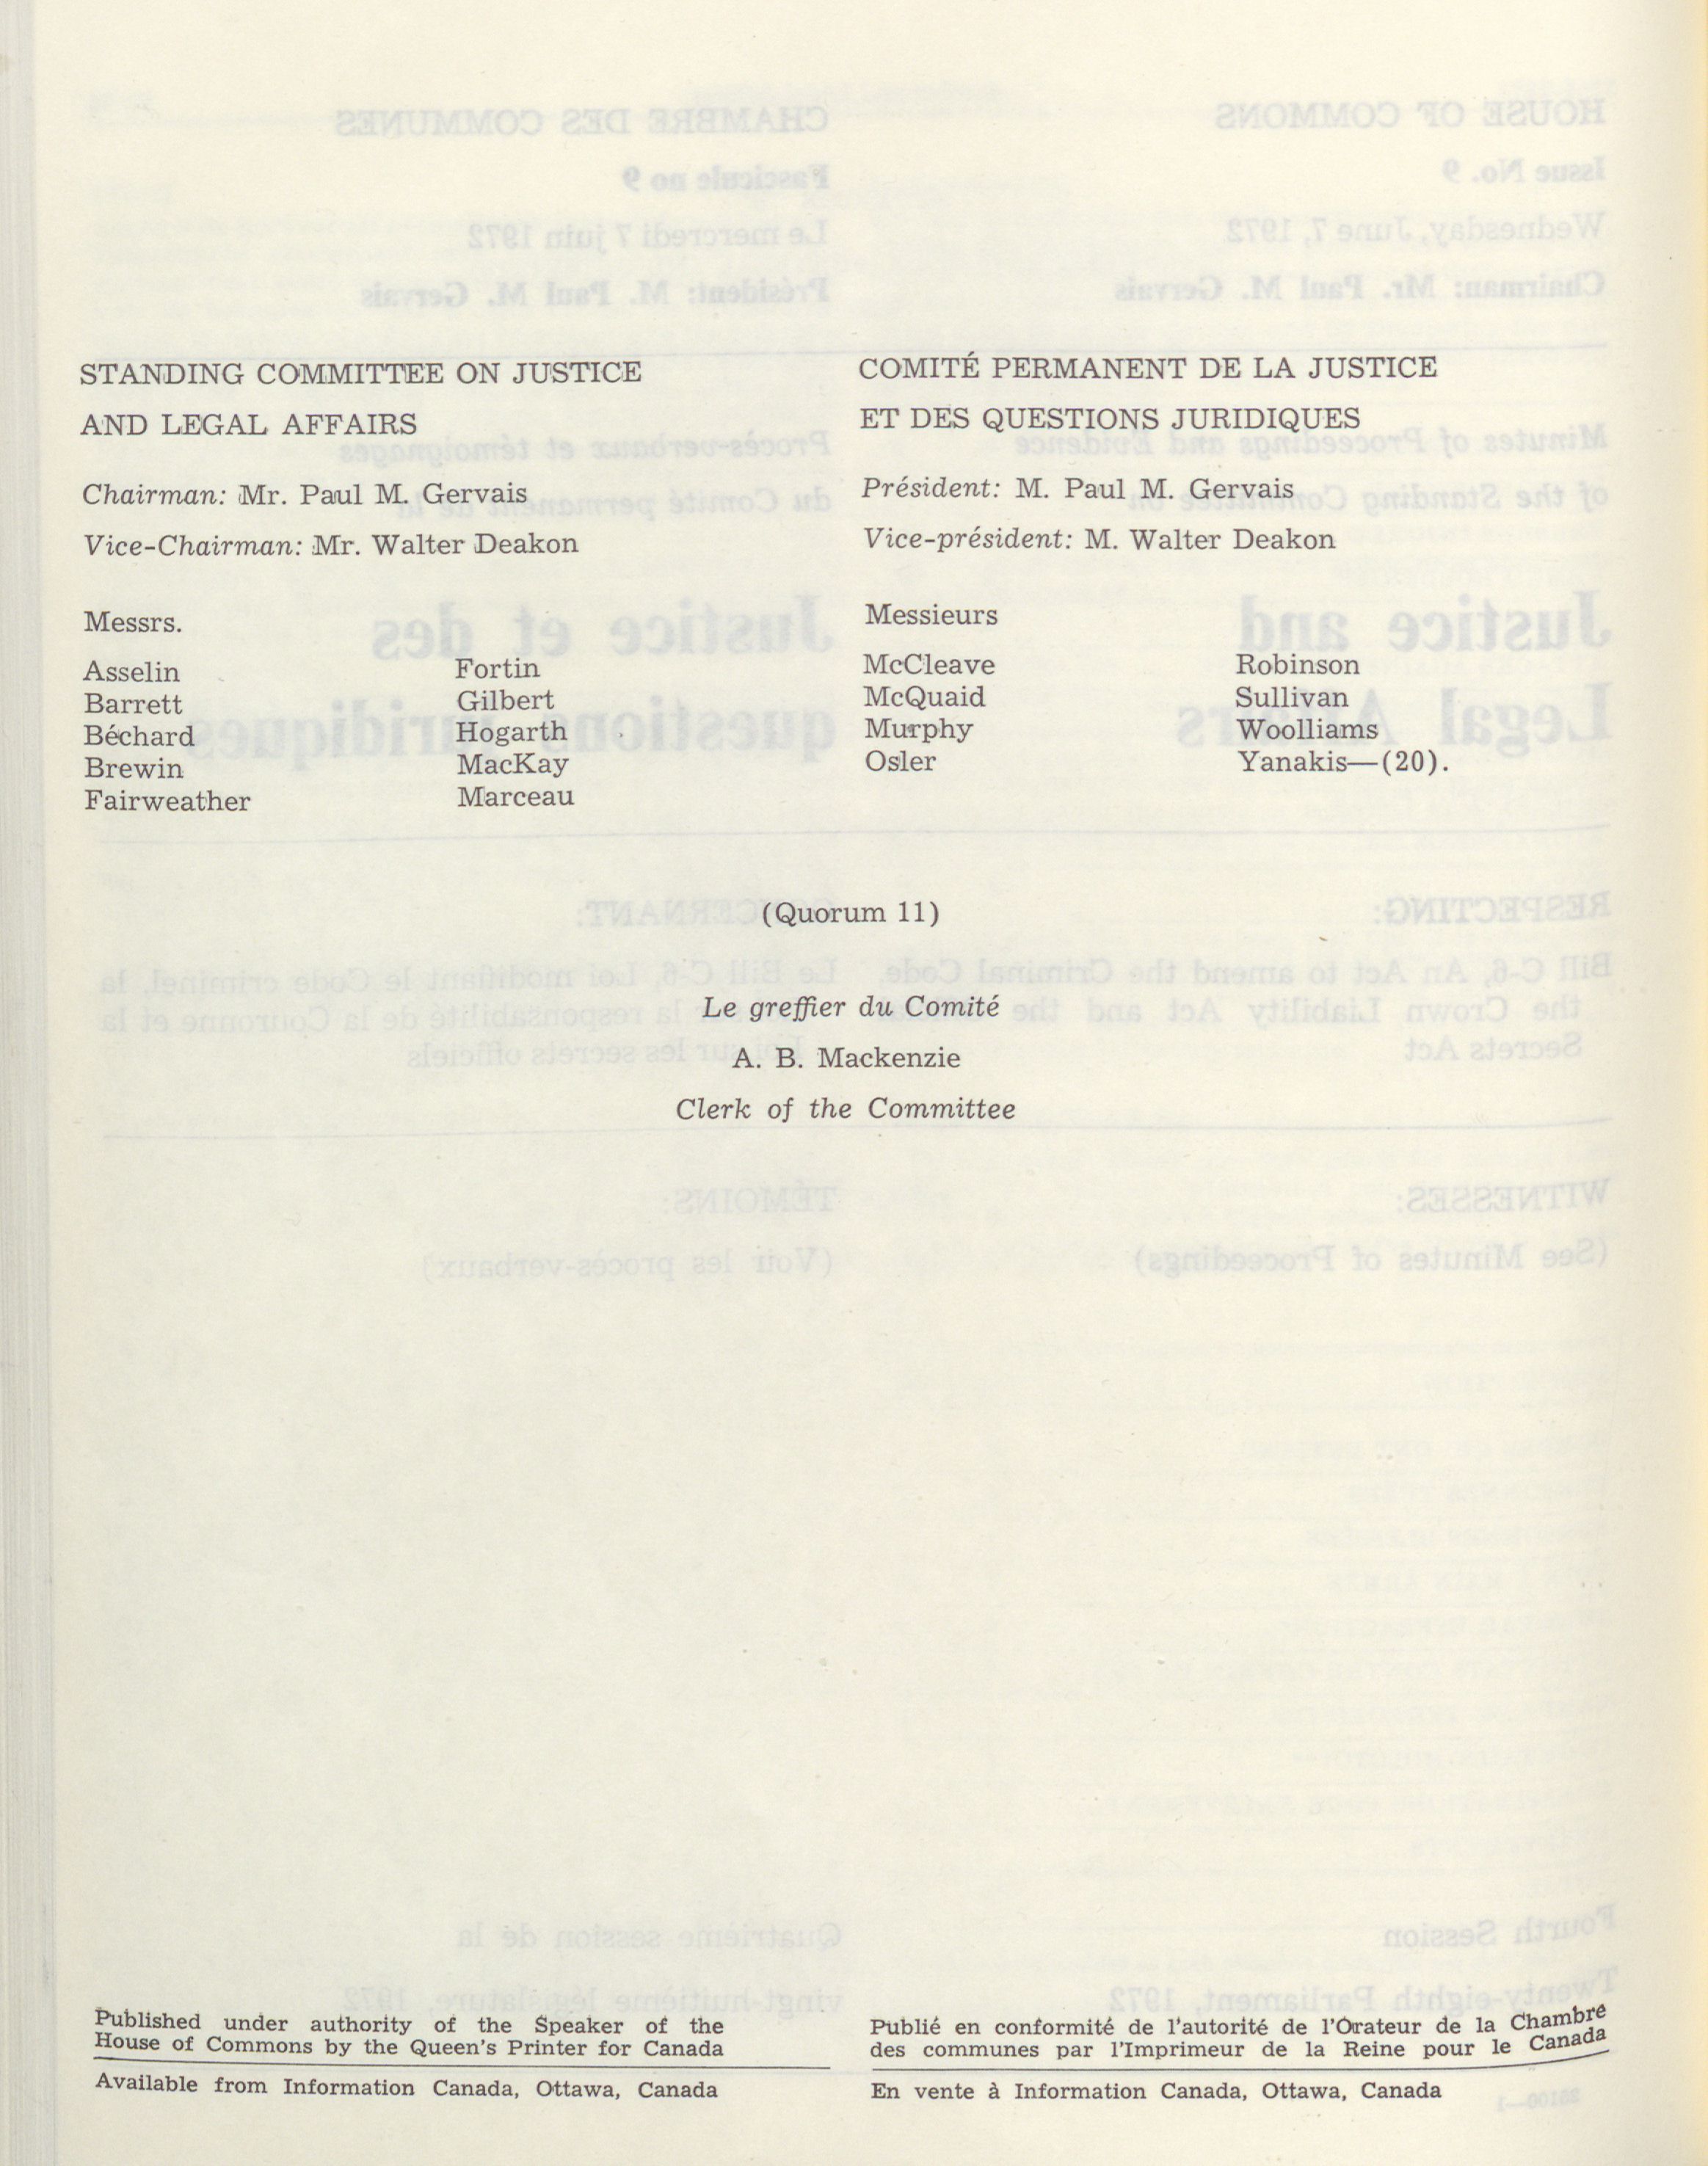 STANDING COMMITTEE ON JUSTICE
AND LEGAL AFFAIRS
Chairman: Mr. Paul M. Gervais
Vice-Chairman: Mr. Walter Deakon
Messrs.
Asselin
Barrett
Béchard
Brewin
Fairweather
Fortin
Gilbert
Hogarth
MacKay
Marceau
COMITÉ PERMANENT DE LA JUSTICE
ET DES QUESTIONS JURIDIQUES
Président: M. Paul M. Gervais
Vice-président: M. Walter Deakon
Messieurs
McCleave
McQuaid
Murphy
Osler
Robinson
Sullivan
Woolliams
Yanakis—(20).
(Quorum 11)
Le greffier du Comité
A. B. Mackenzie
Clerk of the Committee
Published under authority of the Speaker of the
House of Commons by the Queen's Printer for Canada
Available from Information Canada, Ottawa, Canada
Publié en conformité de l'autorité de l'Orateur de la Chambre
des communes par l'Imprimeur de la Reine pour le Canada
En vente à Information Canada, Ottawa, Canada